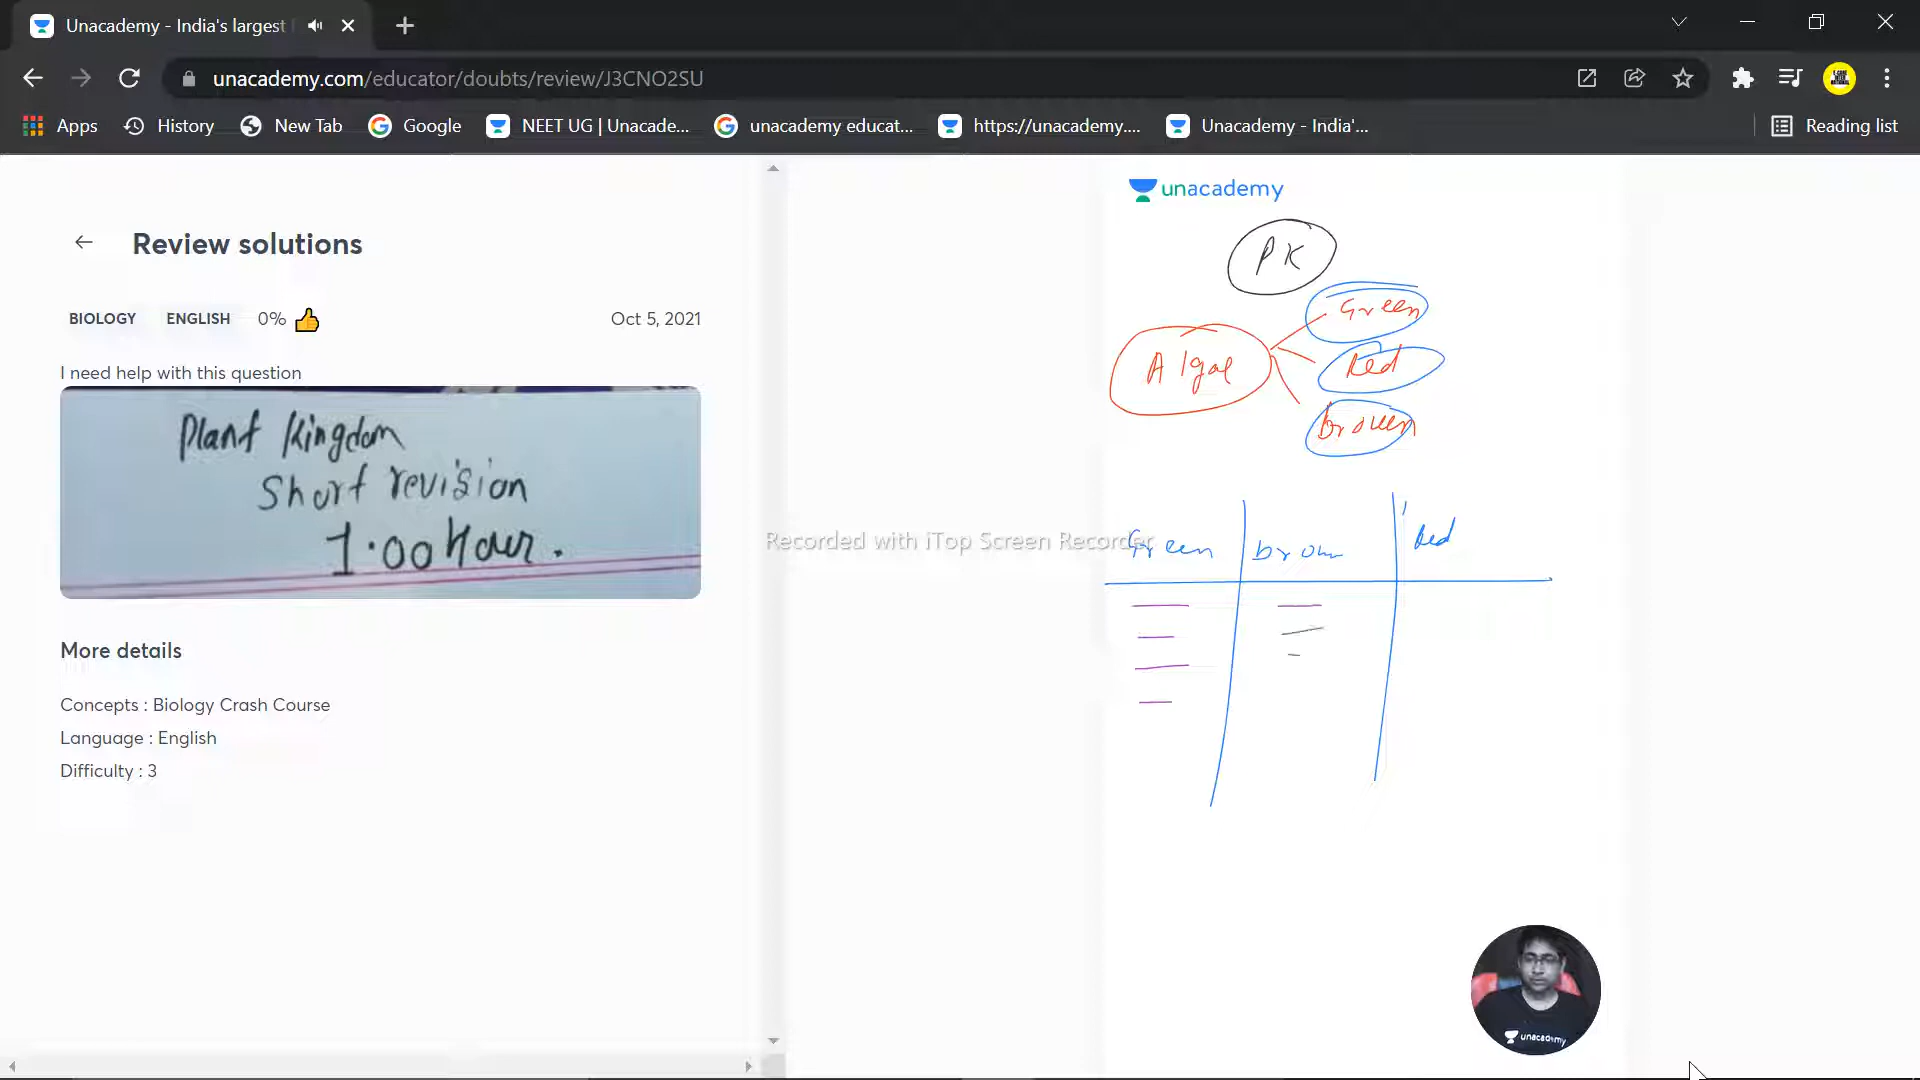 Unacademy - India's largest
unacademy.com/educator/doubts/review/J3CNO2SU
Apps
History
New Tab
Google
NEET UG | Unacade...
unacademy educat...
https://unacademy....
Unacademy - India'...
Reading list
Review solutions
BIOLOGY
ENGLISH
0%
Oct 5, 2021
I need help with this question
Plant Kingdom
Short revision
1.00 Hour.
More details
Concepts : Biology Crash Course
Language : English
Difficulty : 3
unacademy
PK
Algae
Green
Red
brown
Recorded with iTop Screen Recorder
Green
brown
Red
unacademy